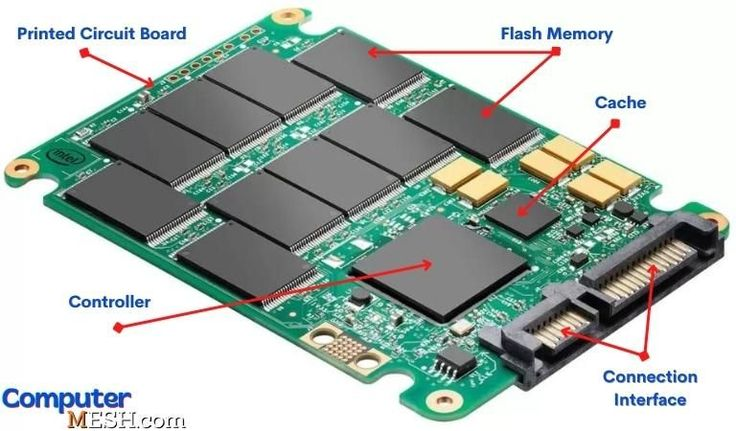 Printed Circuit Board
Flash Memory
Cache
intel
Controller
Connection
Interface
Computer
MESH.com